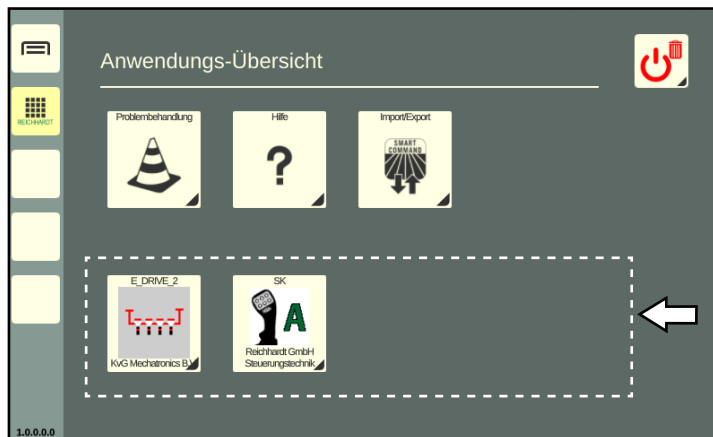 Anwendungs-Übersicht
REICHHARDT
Problembehandlung
Hilfe
?
Import/Export
SMART
COMMAND
E_DRIVE_2
KvG Mechatronics B.V
SK
A
Reichhardt GmbH
Steuerungstechnik
1.0.0.0.0